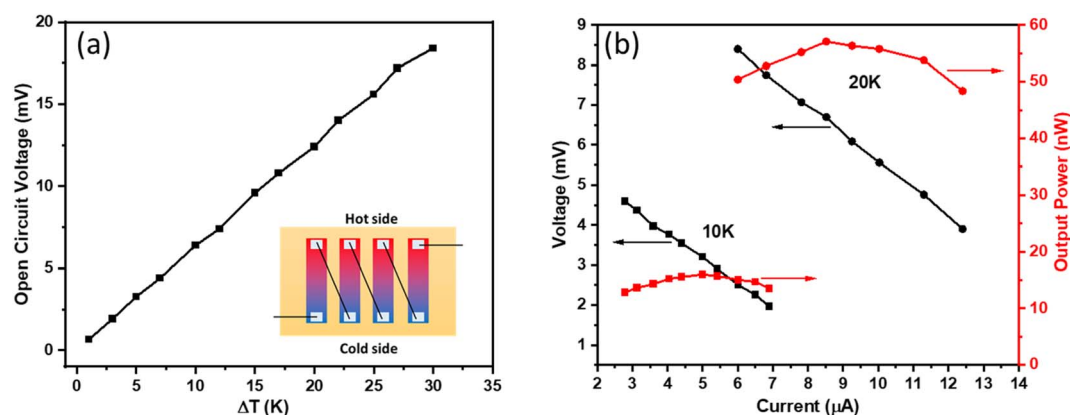 (a)
Open Circuit Voltage (mV)
20
15
10
5
0
Hot side
Cold side
0 5 10 15 20 25 30 35
ΔT (K)
(b)
Voltage (mV)
9
8
7
6
5
4
3
2
1
20K
10K
60
50
40
30
20
10
0
Output Power (nW)
2 3 4 5 6 7 8 9 10 11 12 13 14
Current (μA)